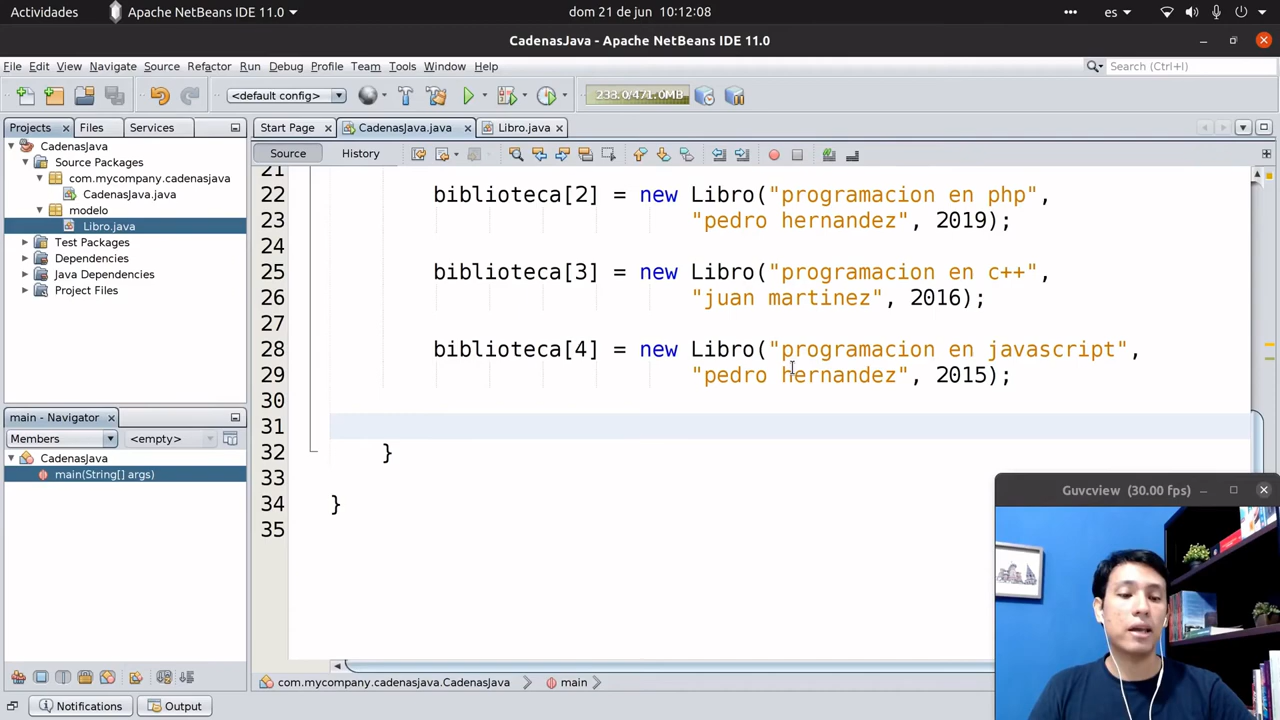 Actividades
Apache NetBeans IDE 11.0
dom 21 de jun 10:12:08
es
CadenasJava - Apache NetBeans IDE 11.0
File Edit View Navigate Source Refactor Run Debug Profile Team Tools Window Help
Search (Ctrl+I)
<default config>
233.0/471.0MB
Projects Files Services
Start Page CadenasJava.java Libro.java
Source History
CadenasJava
Source Packages
com.mycompany.cadenasjava
CadenasJava.java
modelo
Libro.java
Test Packages
Dependencies
Java Dependencies
Project Files
21
22 biblioteca[2] = new Libro("programacion en php",
23 "pedro hernandez", 2019);
24
25 biblioteca[3] = new Libro("programacion en c++",
26 "juan martinez", 2016);
27
28 biblioteca[4] = new Libro("programacion en javascript",
29 "pedro hernandez", 2015);
30
31
32 }
33
34 }
35
main - Navigator
Members <empty>
CadenasJava
main(String[] args)
com.mycompany.cadenasjava.CadenasJava main
Notifications Output
Guvcview (30.00 fps)